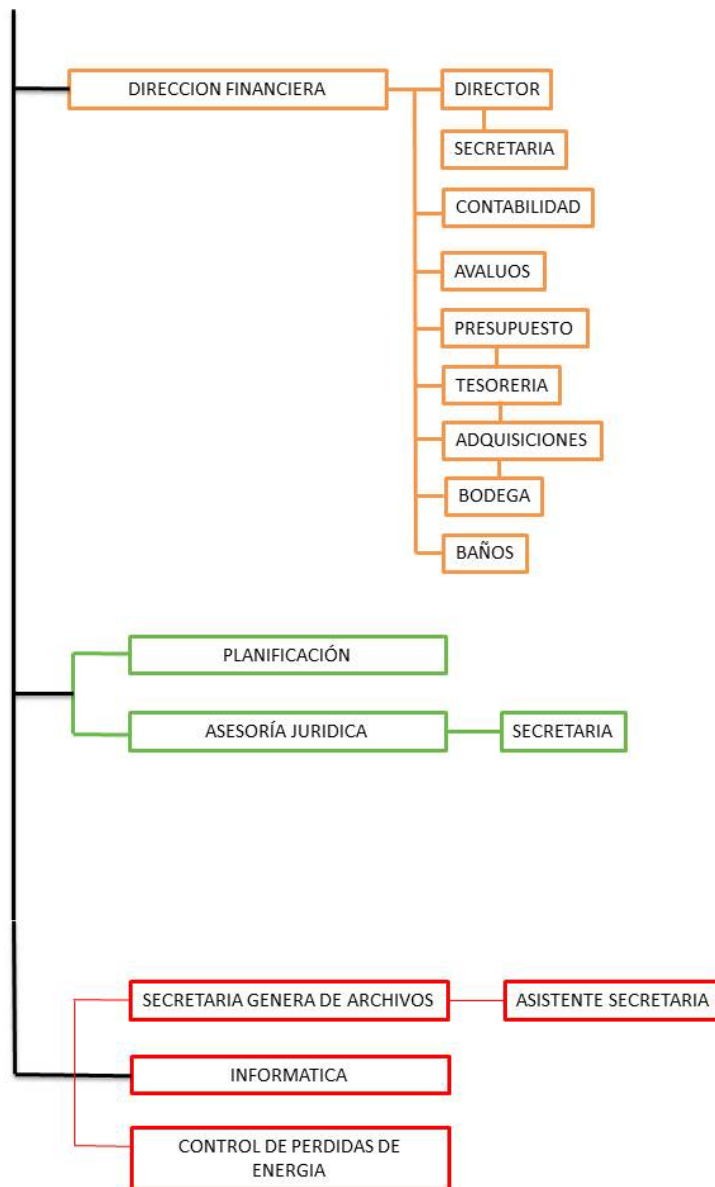 DIRECCION FINANCIERA
DIRECTOR
SECRETARIA
CONTABILIDAD
AVALUOS
PRESUPUESTO
TESORERIA
ADQUISICIONES
BODEGA
BAÑOS
PLANIFICACIÓN
ASESORÍA JURIDICA
SECRETARIA
SECRETARIA GENERA DE ARCHIVOS
ASISTENTE SECRETARIA
INFORMATICA
CONTROL DE PERDIDAS DE
ENERGIA